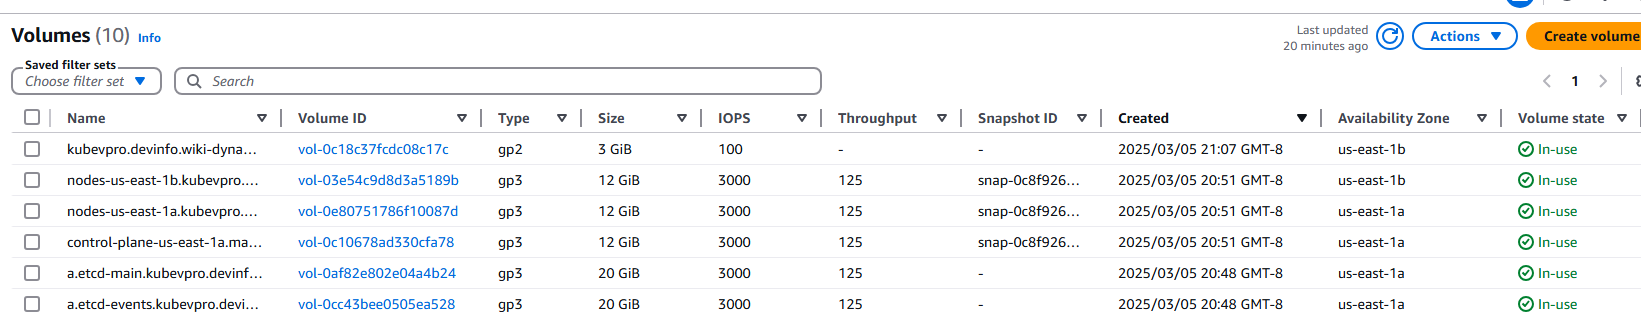 Volumes (10) Info
Last updated
20 minutes ago
Actions
Create volume
Saved filter sets
Choose filter set
Search
1
Name Volume ID Type Size IOPS Throughput Snapshot ID Created Availability Zone Volume state
kubevpro.devinfo.wiki-dyna... vol-0c18c37fcdc08c17c gp2 3 GiB 100 - - 2025/03/05 21:07 GMT-8 us-east-1b In-use
nodes-us-east-1b.kubevpro.... vol-03e54c9d8d3a5189b gp3 12 GiB 3000 125 snap-0c8f926... 2025/03/05 20:51 GMT-8 us-east-1b In-use
nodes-us-east-1a.kubevpro.... vol-0e80751786f10087d gp3 12 GiB 3000 125 snap-0c8f926... 2025/03/05 20:51 GMT-8 us-east-1a In-use
control-plane-us-east-1a.ma... vol-0c10678ad330cfa78 gp3 12 GiB 3000 125 snap-0c8f926... 2025/03/05 20:51 GMT-8 us-east-1a In-use
a.etcd-main.kubevpro.devinf... vol-0af82e802e04a4b24 gp3 20 GiB 3000 125 - 2025/03/05 20:48 GMT-8 us-east-1a In-use
a.etcd-events.kubevpro.devi... vol-0cc43bee0505ea528 gp3 20 GiB 3000 125 - 2025/03/05 20:48 GMT-8 us-east-1a In-use